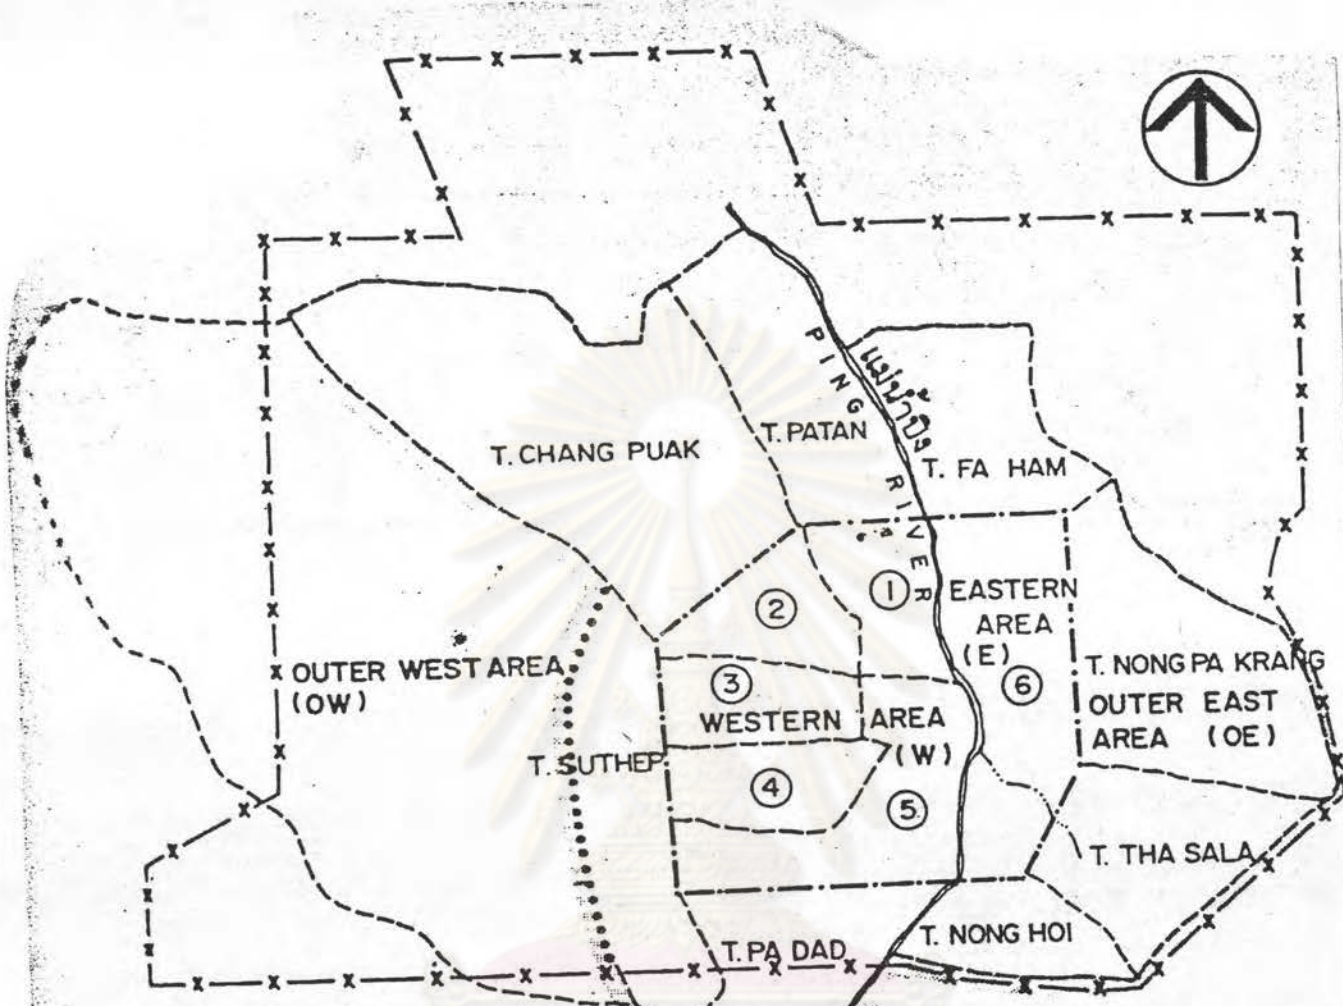 PING RIVER
แม่น้ำปิง
T. PATAN
T. CHANG PUAK
T. FA HAM
1
EASTERN
AREA
(E)
2
6
OUTER WEST AREA
(OW)
3
T. NONG PA KRANG
OUTER EAST
AREA (OE)
WESTERN AREA
(W)
T. SUTHEP
4
5
T. THA SALA
T. NONG HOI
T. PA DAD